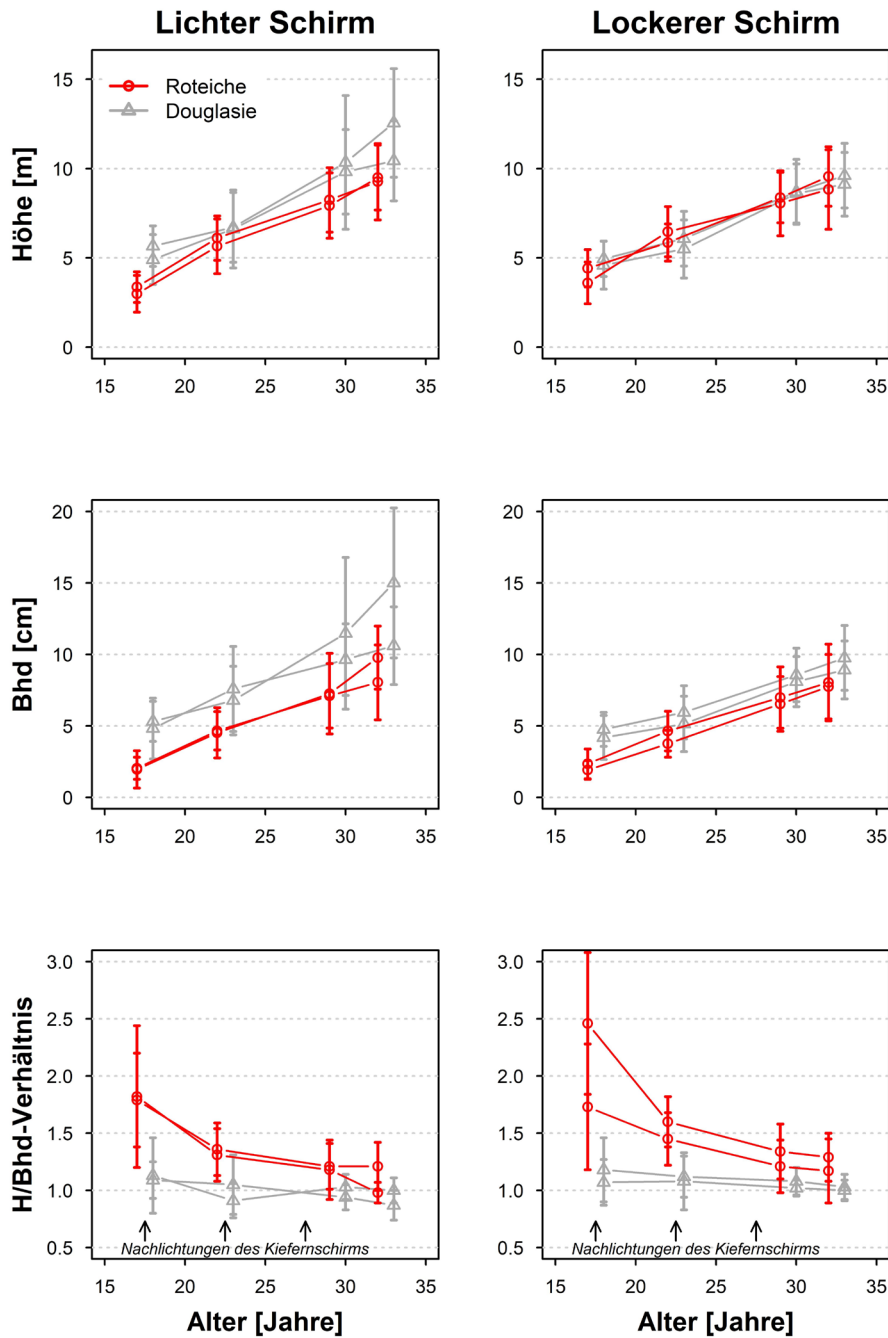 Lichter Schirm
Lockerer Schirm
Höhe [m]
15
10
5
0
Roteiche
Douglasie
15 20 25 30 35
15
10
5
0
15 20 25 30 35
Bhd [cm]
20
15
10
5
0
15 20 25 30 35
20
15
10
5
0
15 20 25 30 35
H/Bhd-Verhältnis
3.0
2.5
2.0
1.5
1.0
0.5
Nachlichtungen des Kiefernschirms
15 20 25 30 35
Alter [Jahre]
3.0
2.5
2.0
1.5
1.0
0.5
Nachlichtungen des Kiefernschirms
15 20 25 30 35
Alter [Jahre]